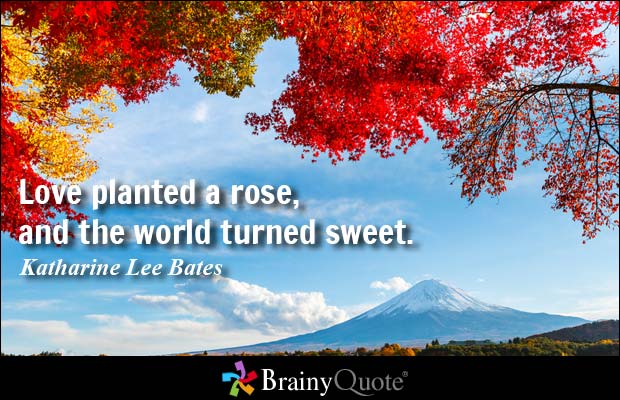 Love planted a rose,
and the world turned sweet.
Katharine Lee Bates
BrainyQuote®